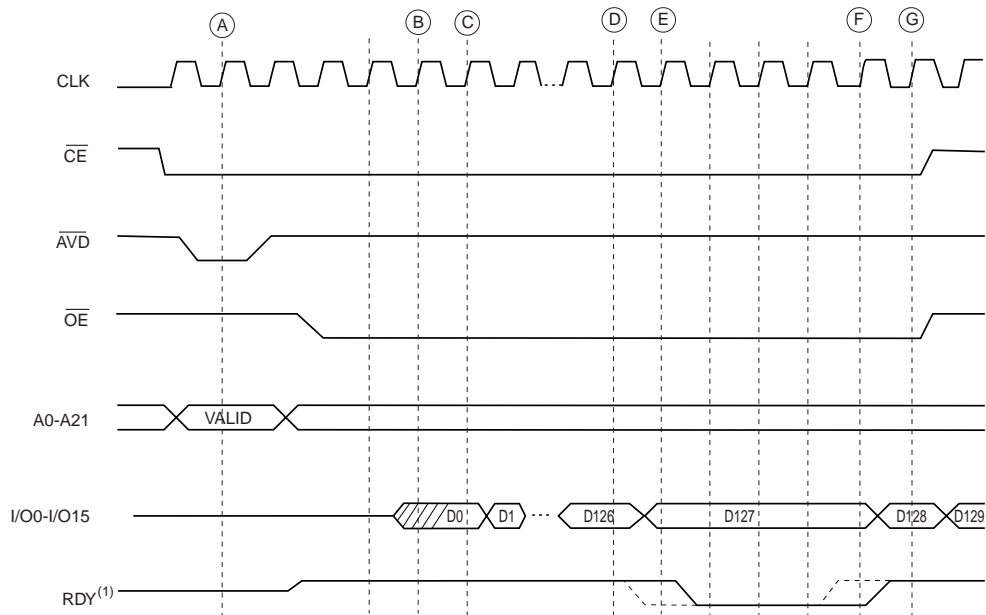 A B C D E F G
CLK
CE
AVD
OE
A0-A21 VALID
I/O0-I/O15 D0 D1 D126 D127 D128 D129
RDY(1)